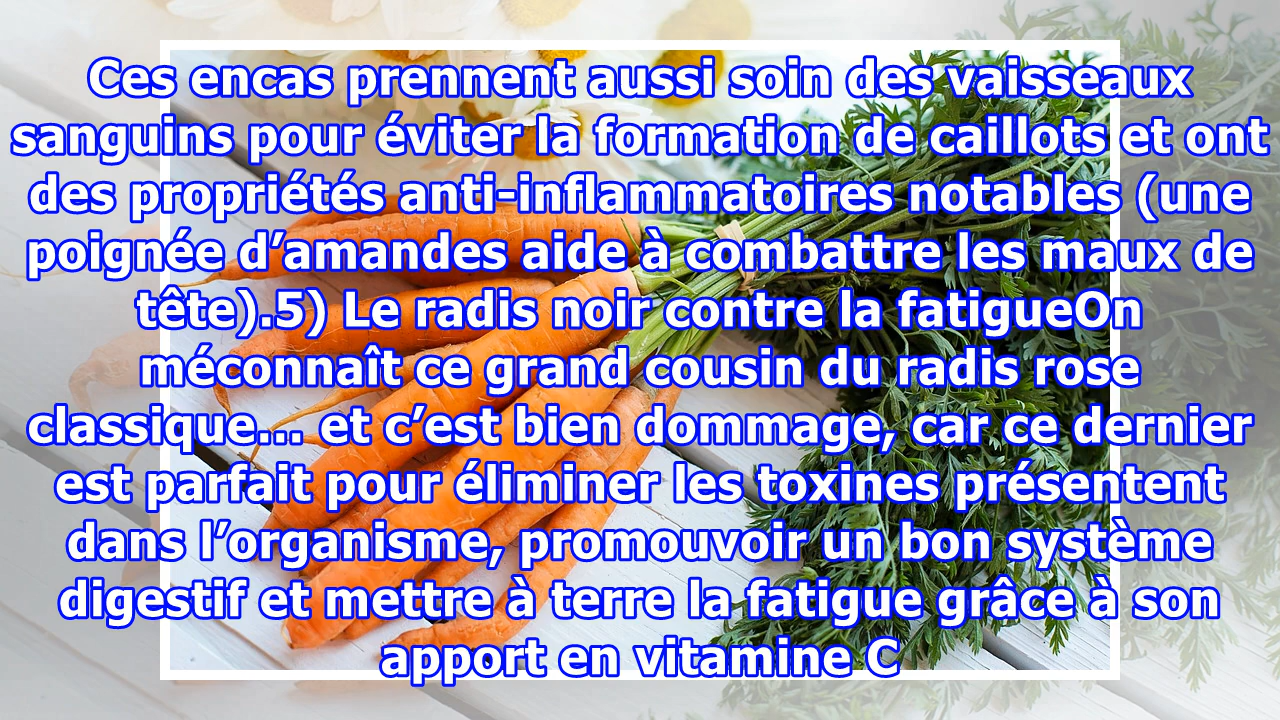 Ces encas prennent aussi soin des vaisseaux
sanguins pour éviter la formation de caillots et ont
des propriétés anti-inflammatoires notables (une
poignée d’amandes aide à combattre les maux de
tête).5) Le radis noir contre la fatigueOn
méconnaît ce grand cousin du radis rose
classique... et c’est bien dommage, car ce dernier
est parfait pour éliminer les toxines présentent
dans l’organisme, promouvoir un bon système
digestif et mettre à terre la fatigue grâce à son
apport en vitamine C